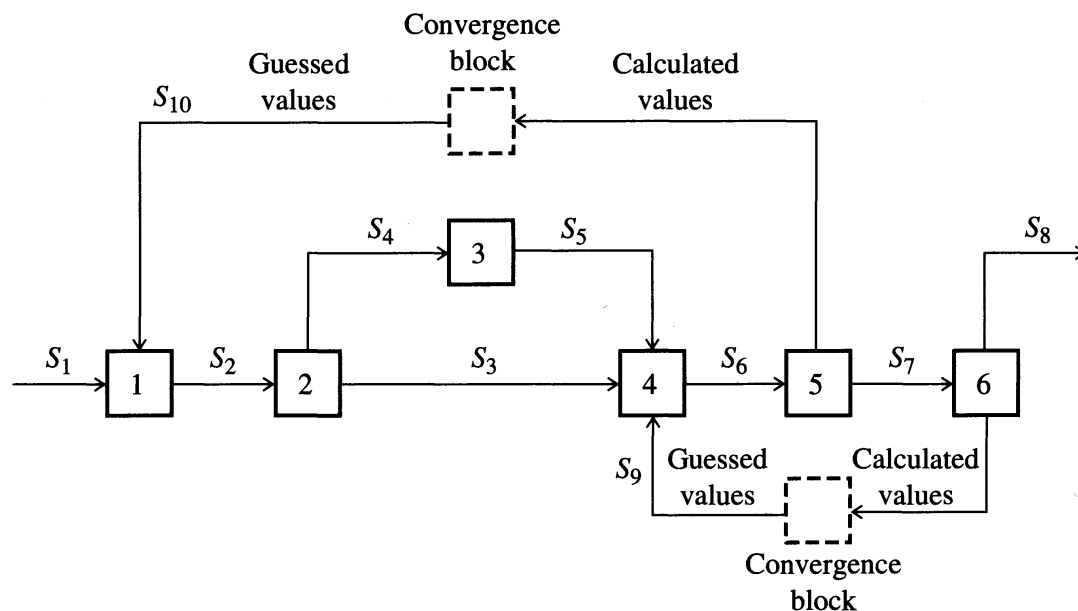 Convergence
block
Guessed
values
Calculated
values
S10
S4
3
S5
S8
S1
1
S2
2
S3
4
S6
5
S7
6
S9
Guessed
values
Calculated
values
Convergence
block